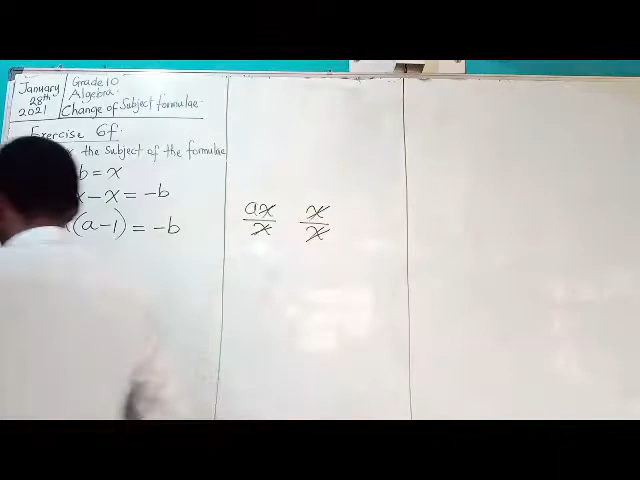 January
28th
2021
Grade 10
Algebra.
Change of Subject formulae.
Exercise 6f.
the subject of the formulae
b = x
x - x = -b
(a-1) = -b
ax x
x x